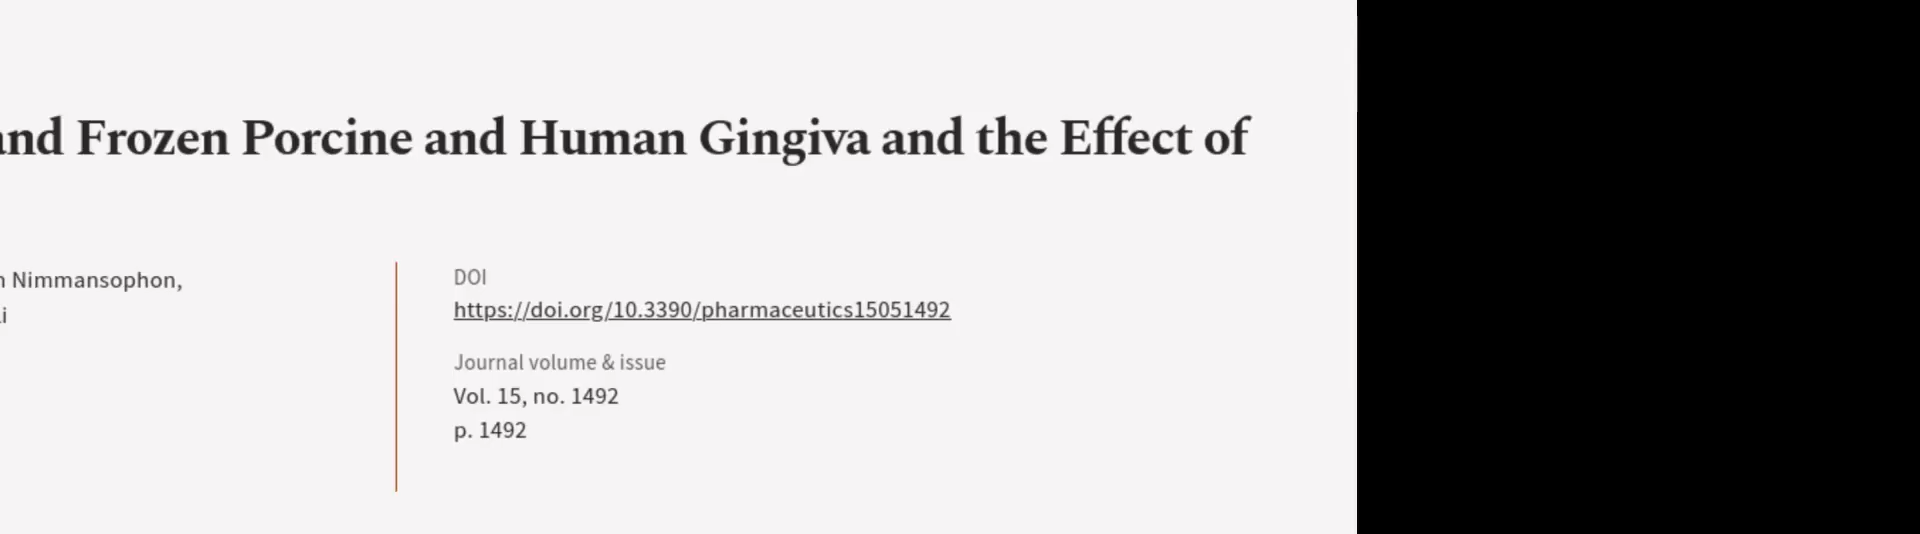 and Frozen Porcine and Human Gingiva and the Effect of
Nimmansophon,
DOI
https://doi.org/10.3390/pharmaceutics15051492
Journal volume & issue
Vol. 15, no. 1492
p. 1492